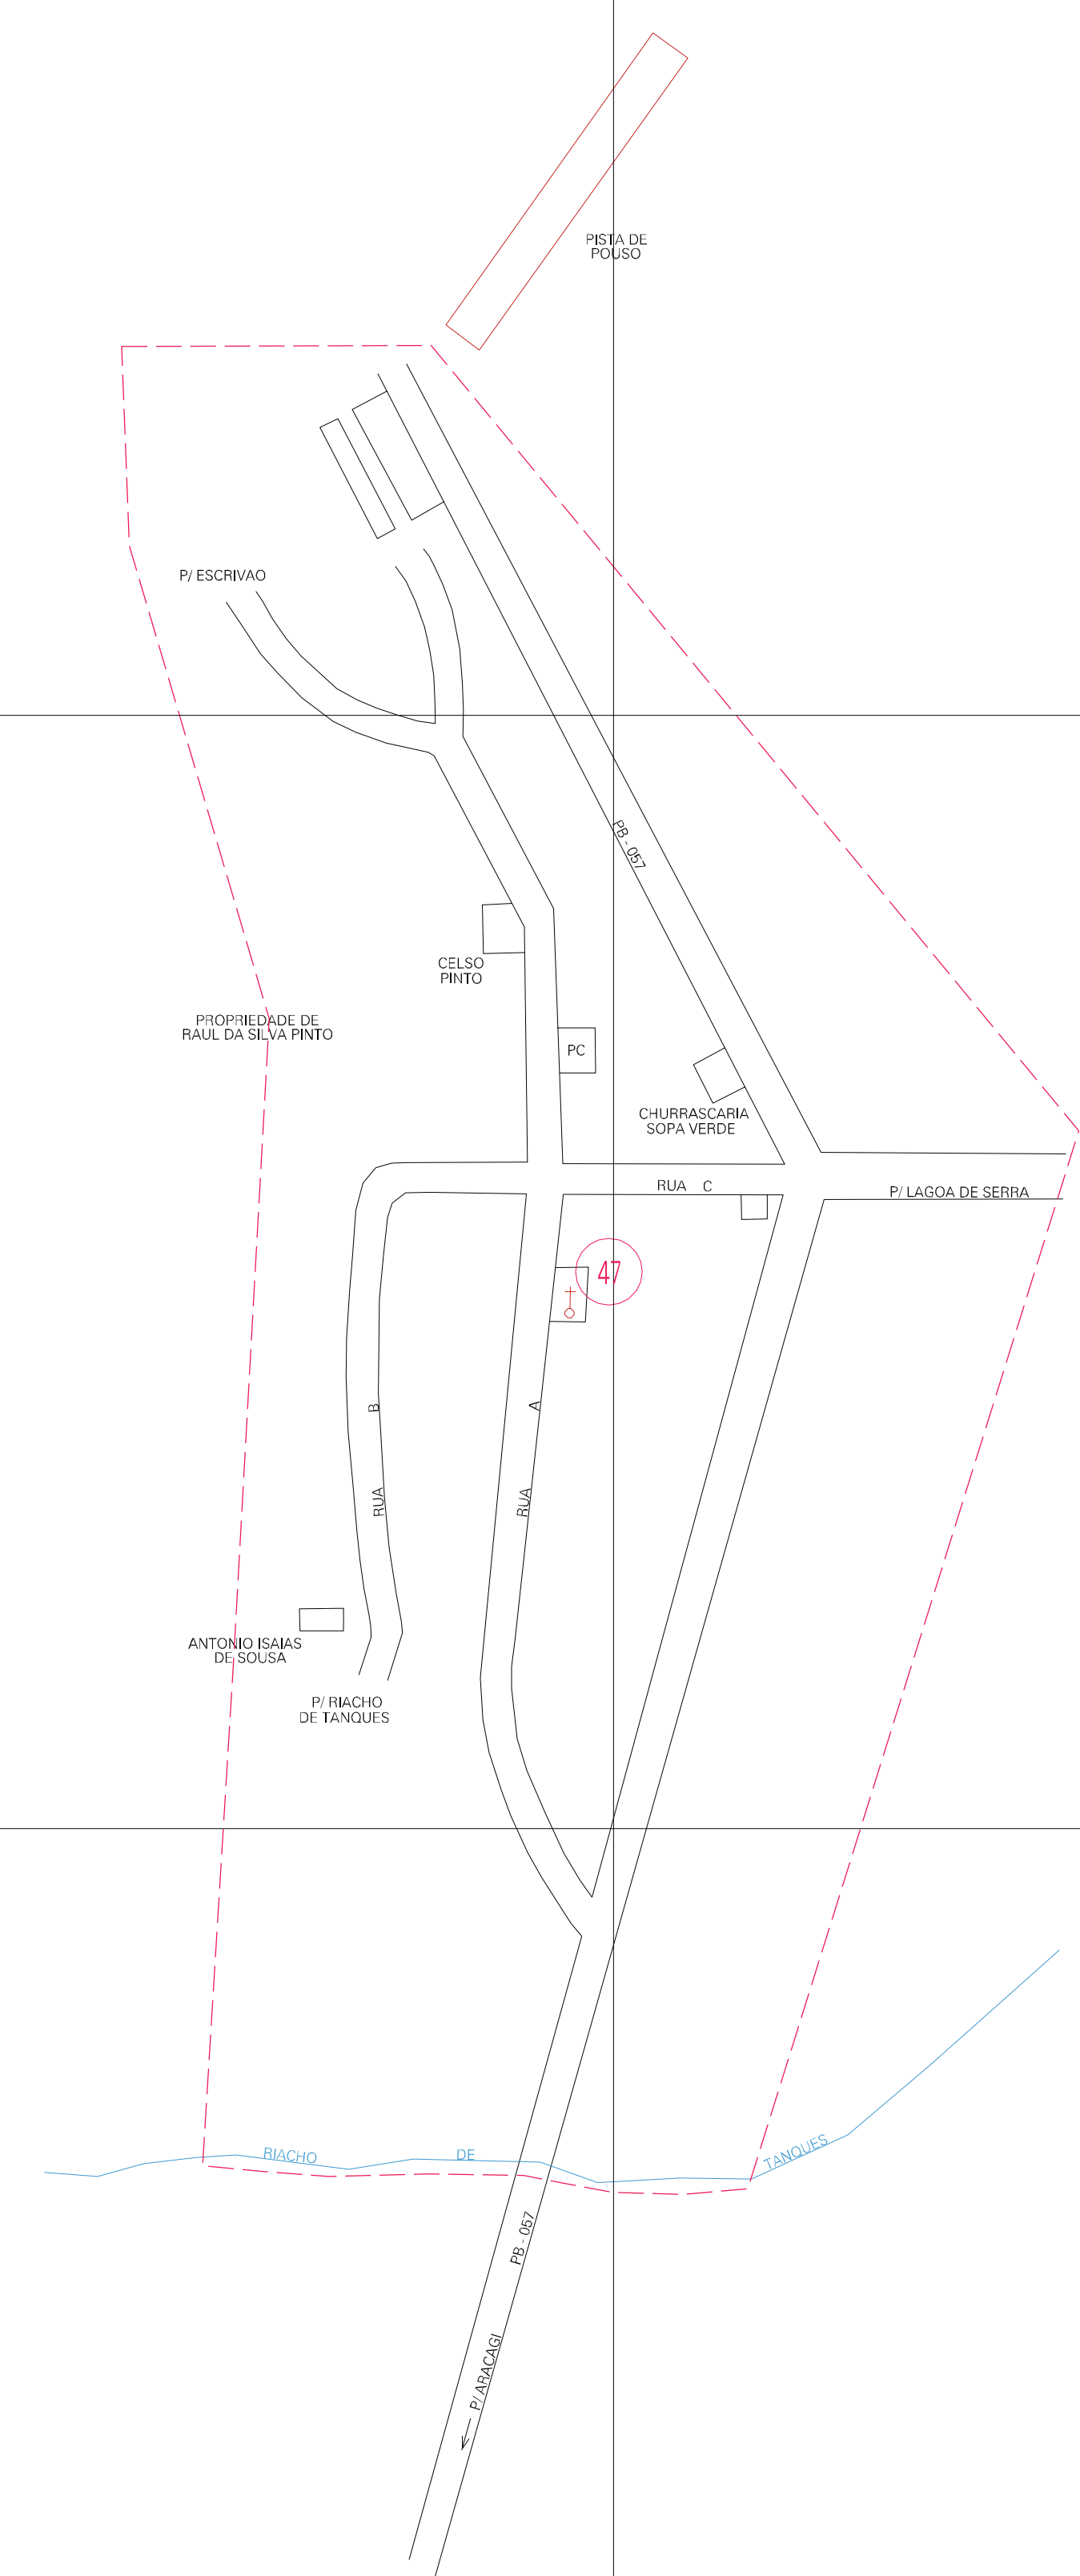 PISTA DE
POUSO
P/ ESCRIVAO
PB - 057
CELSO
PINTO
PROPRIEDADE DE
RAUL DA SILVA PINTO
PC
CHURRASCARIA
SOPA VERDE
RUA C
P/ LAGOA DE SERRA
47
RUA B
RUA A
ANTONIO ISAIAS
DE SOUSA
P/ RIACHO
DE TANQUES
RIACHO DE TANQUES
PB - 057
P/ ARACAGI